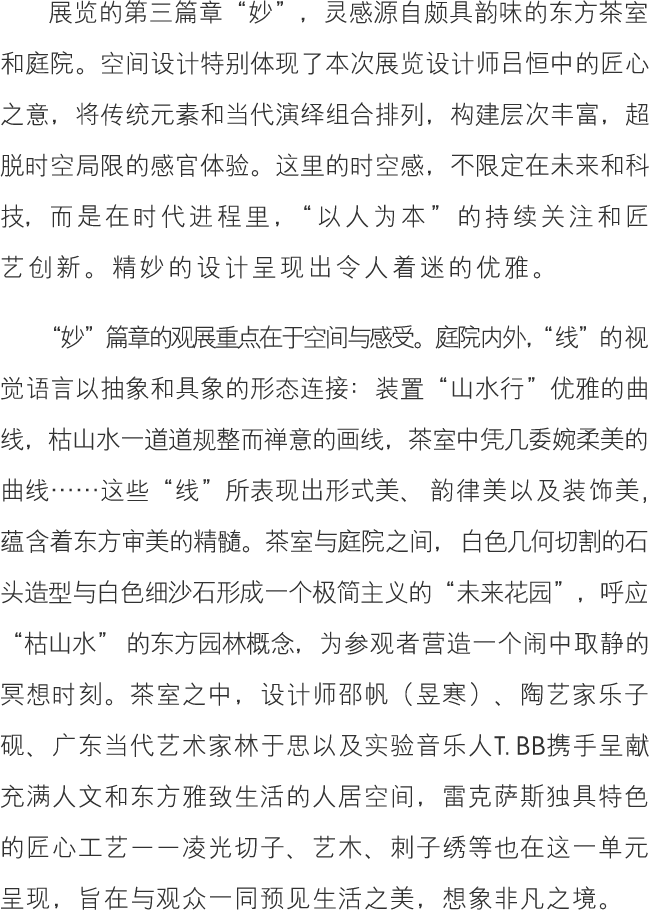 展览的第三篇章“妙”，灵感源自颇具韵味的东方茶室
和庭院。空间设计特别体现了本次展览设计师吕恒中的匠心
之意，将传统元素和当代演绎组合排列，构建层次丰富，超
脱时空局限的感官体验。这里的时空感，不限定在未来和科
技，而是在时代进程里，“以人为本”的持续关注和匠
艺创新。精妙的设计呈现出令人着迷的优雅。
“妙”篇章的观展重点在于空间与感受。庭院内外，“线”的视
觉语言以抽象和具象的形态连接：装置“山水行”优雅的曲
线，枯山水一道道规整而禅意的画线，茶室中凭几委婉柔美的
曲线……这些“线”所表现出形式美、韵律美以及装饰美，
蕴含着东方审美的精髓。茶室与庭院之间，白色几何切割的石
头造型与白色细沙石形成一个极简主义的“未来花园”，呼应
“枯山水” 的东方园林概念，为参观者营造一个闹中取静的
冥想时刻。茶室之中，设计师邵帆（昱寒）、陶艺家乐子
砚、广东当代艺术家林于思以及实验音乐人T. BB携手呈献
充满人文和东方雅致生活的人居空间，雷克萨斯独具特色
的匠心工艺——凌光切子、艺木、刺子绣等也在这一单元
呈现，旨在与观众一同预见生活之美，想象非凡之境。